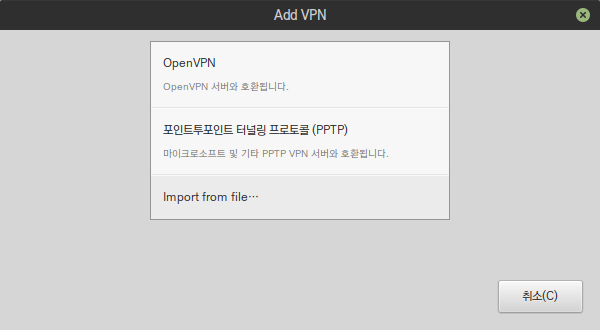 Add VPN
OpenVPN
OpenVPN 서버와 호환됩니다.
포인트투포인트 터널링 프로토콜 (PPTP)
마이크로소프트 및 기타 PPTP VPN 서버와 호환됩니다.
Import from file…
취소(C)